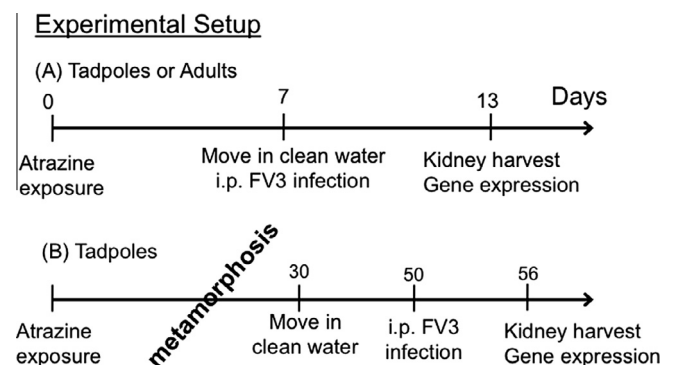 Experimental Setup
(A) Tadpoles or Adults
0 7 13 Days
Atrazine exposure
Move in clean water
i.p. FV3 infection
Kidney harvest
Gene expression
(B) Tadpoles
metamorphosis
30 50 56
Atrazine
exposure
Move in
clean water
i.p. FV3
infection
Kidney harvest
Gene expression